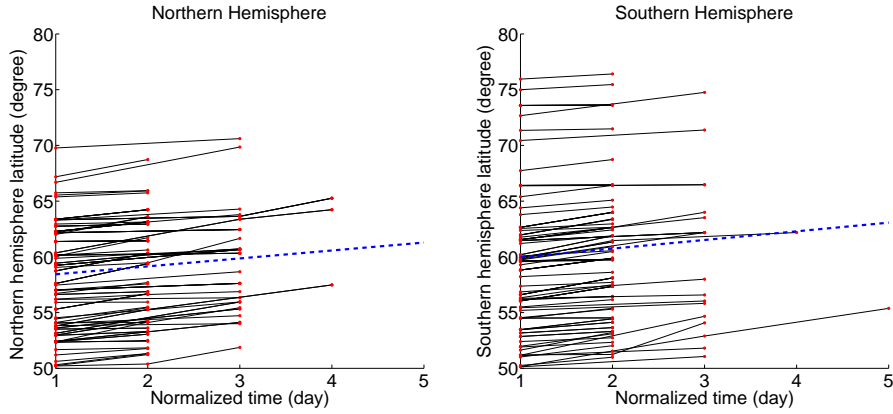 Northern Hemisphere
Northern hemisphere latitude (degree)
80
75
70
65
60
55
50
1 2 3 4 5
Normalized time (day)
Southern Hemisphere
Southern hemisphere latitude (degree)
80
75
70
65
60
55
50
1 2 3 4 5
Normalized time (day)